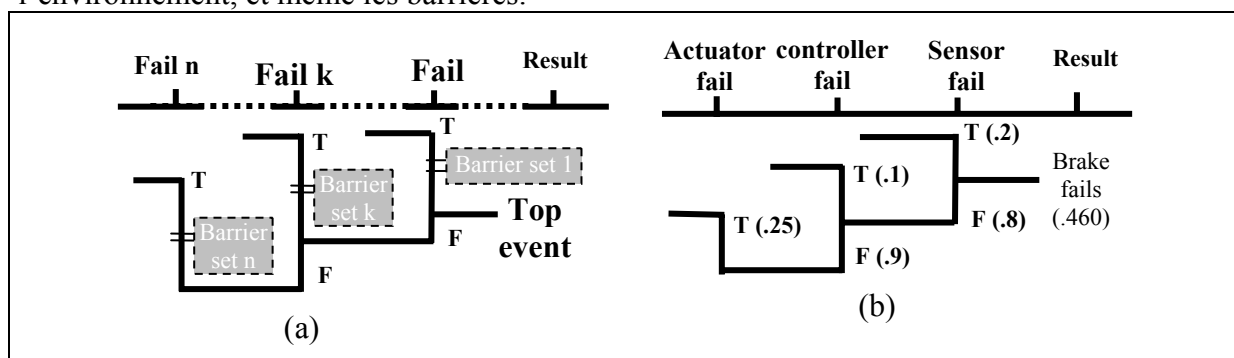 l'environnement, et même les barrières.
Fail n
Fail k
Fail
Result
T
T
T
Barrier set 1
Barrier
set k
Barrier
set n
F
F
Top
event
(a)
Actuator
fail
controller
fail
Sensor
fail
Result
T (.2)
T (.1)
T (.25)
F (.8)
F (.9)
Brake
fails
(.460)
(b)